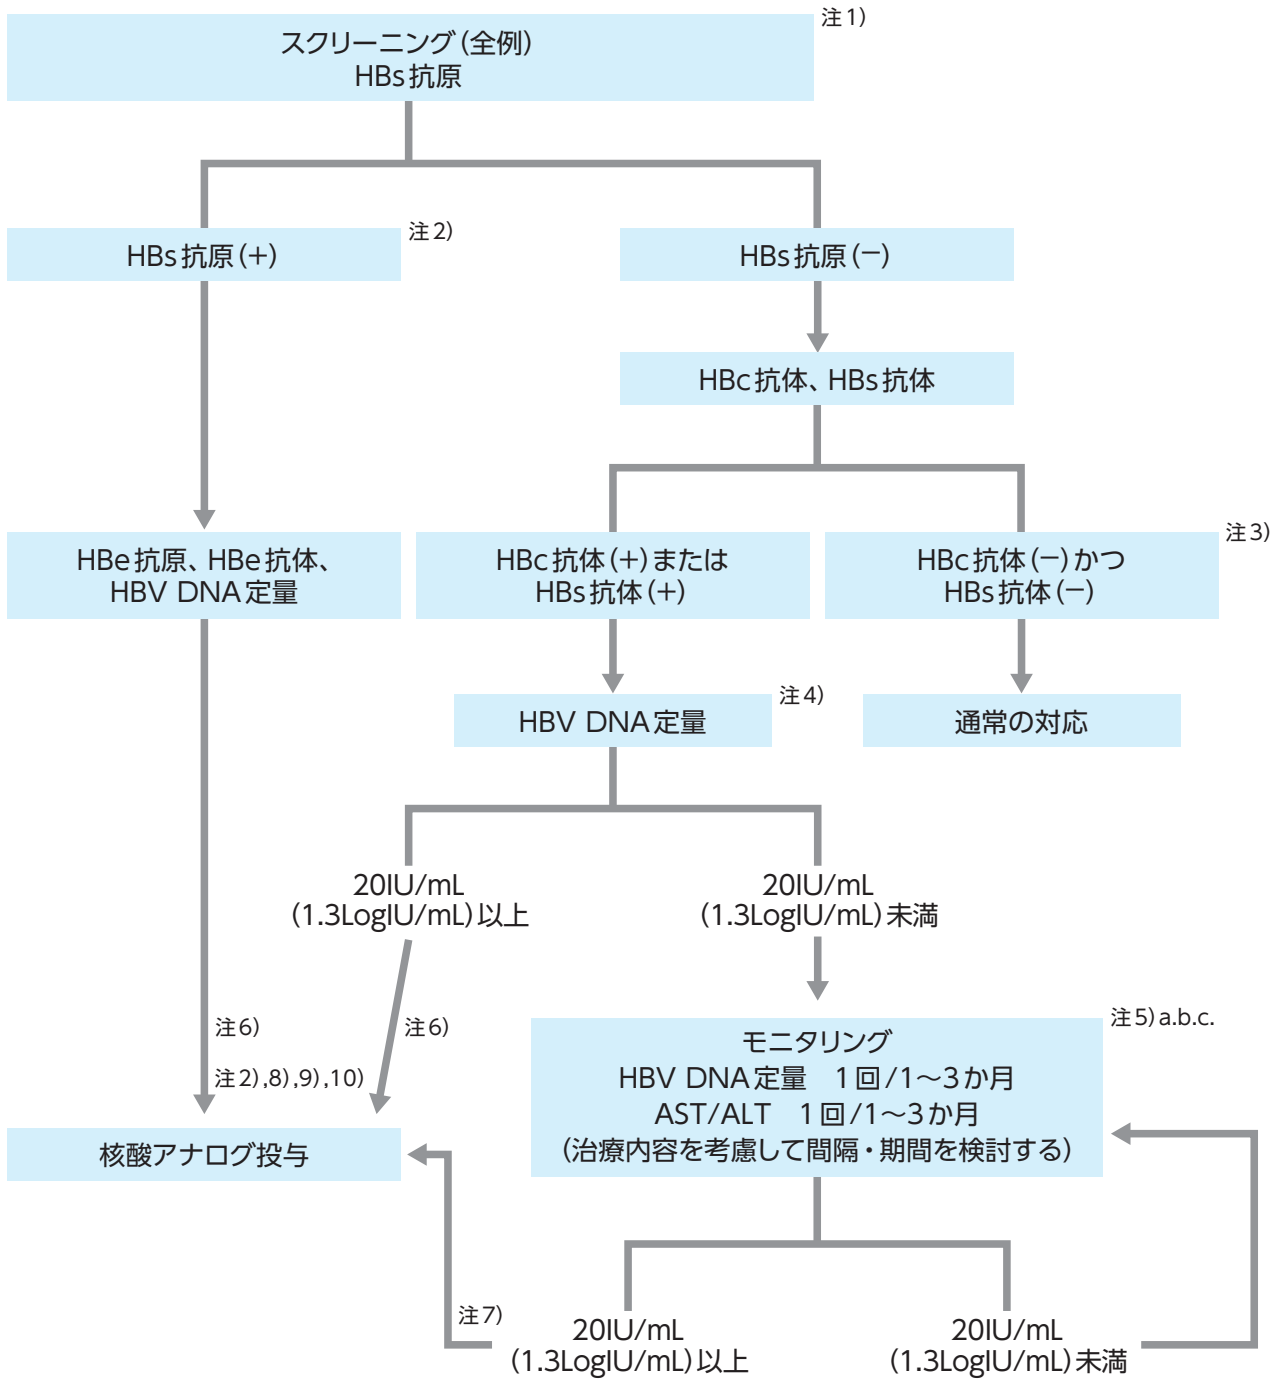 注1)
スクリーニング(全例)
HBs抗原
HBs抗原(+)
注2)
HBs抗原(ー)
HBc抗体、HBs抗体
HBe抗原、HBe抗体、
HBV DNA定量
HBc抗体(+)または
HBs抗体(+)
HBc抗体(ー)かつ
HBs抗体(ー)
注3)
HBV DNA定量
注4)
通常の対応
20IU/mL
(1.3LogIU/mL)以上
20IU/mL
(1.3LogIU/mL)未満
注6)
注6)
注2),8),9),10)
注5)a.b.c.
モニタリング
HBV DNA定量 1回/1〜3か月
AST/ALT 1回/1〜3か月
(治療内容を考慮して間隔・期間を検討する)
核酸アナログ投与
注7)
20IU/mL
(1.3LogIU/mL)以上
20IU/mL
(1.3LogIU/mL)未満